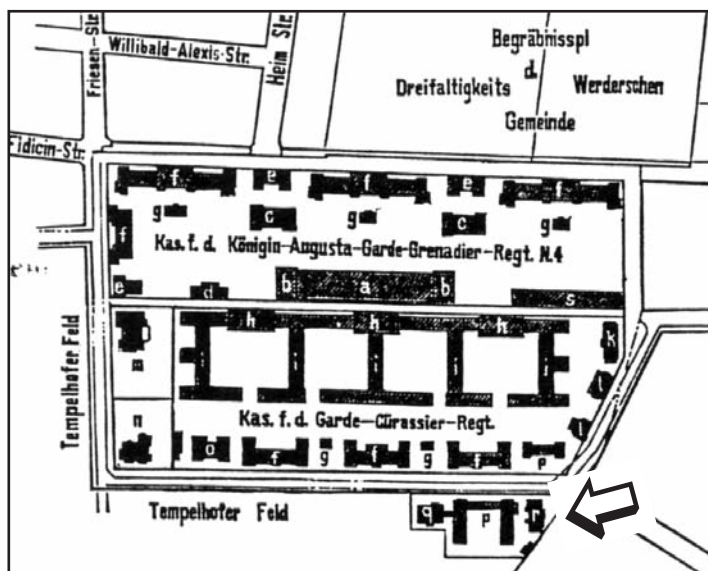 Friesen-Str.
Willibald-Alexis-Str.
Heim Str.
Begräbnisspl
d.
Dreifaltigkeits Werderschen
Gemeinde
Fidicin-Str.
f e f e f
g c g c g
f
Kas. f. d. Königin-Augusta-Garde-Grenadier-Regt. N.4
e d b a b s
h h h k
m i i i i i l
Tempelhofer Feld
n l
Kas. f. d. Garde-Cürassier-Regt.
o f g f g f p
Tempelhofer Feld
q p r